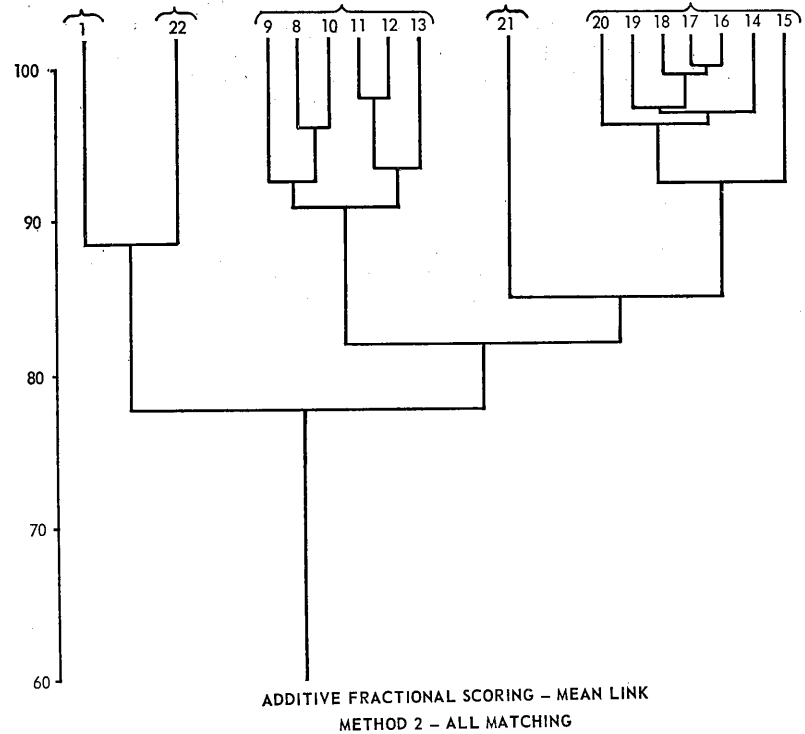 1 22 9 8 10 11 12 13 21 20 19 18 17 16 14 15
100
90
80
70
60
ADDITIVE FRACTIONAL SCORING – MEAN LINK
METHOD 2 – ALL MATCHING